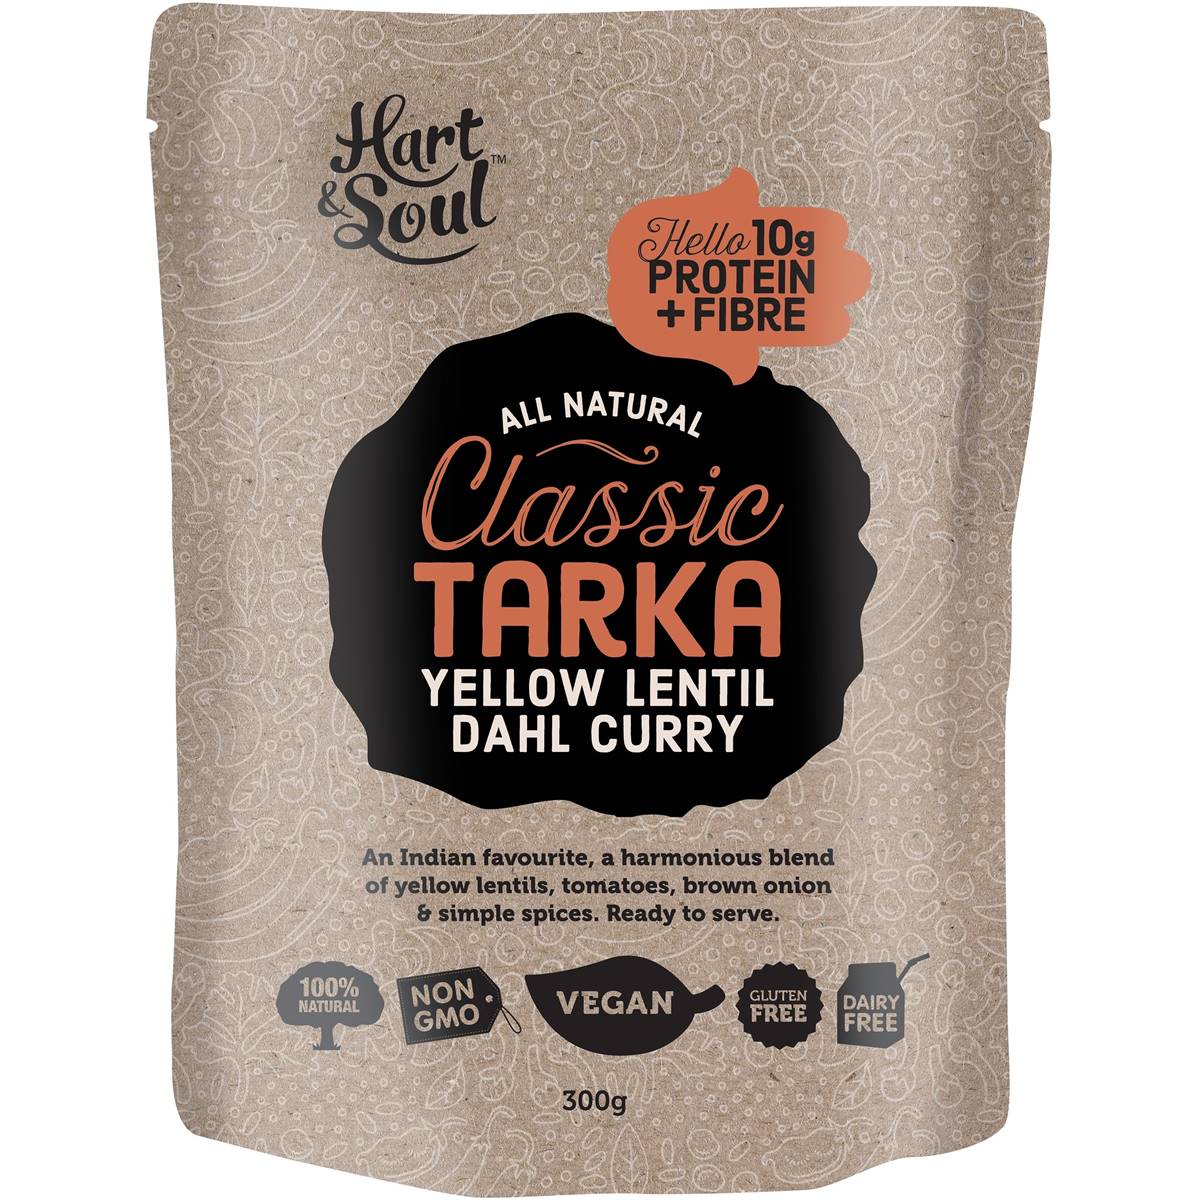 Hart
& Soul™
Hello 10g
PROTEIN
+ FIBRE
ALL NATURAL
Classic
TARKA
YELLOW LENTIL
DAHL CURRY
An Indian favourite, a harmonious blend
of yellow lentils, tomatoes, brown onion
& simple spices. Ready to serve.
100%
NATURAL
NON
GMO
VEGAN
GLUTEN
FREE
DAIRY
FREE
300g